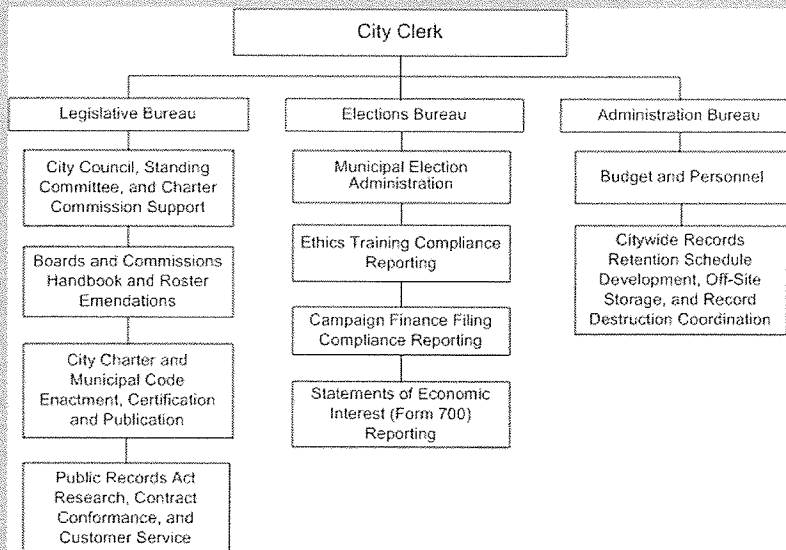 City Clerk
Legislative Bureau
City Council, Standing
Committee, and Charter
Commission Support
Boards and Commissions
Handbook and Roster
Emendations
City Charter and
Municipal Code
Enactment, Certification
and Publication
Public Records Act
Research, Contract
Conformance, and
Customer Service
Elections Bureau
Municipal Election
Administration
Ethics Training Compliance
Reporting
Campaign Finance Filing
Compliance Reporting
Statements of Economic
Interest (Form 700)
Reporting
Administration Bureau
Budget and Personnel
Citywide Records
Retention Schedule
Development, Off-Site
Storage, and Record
Destruction Coordination